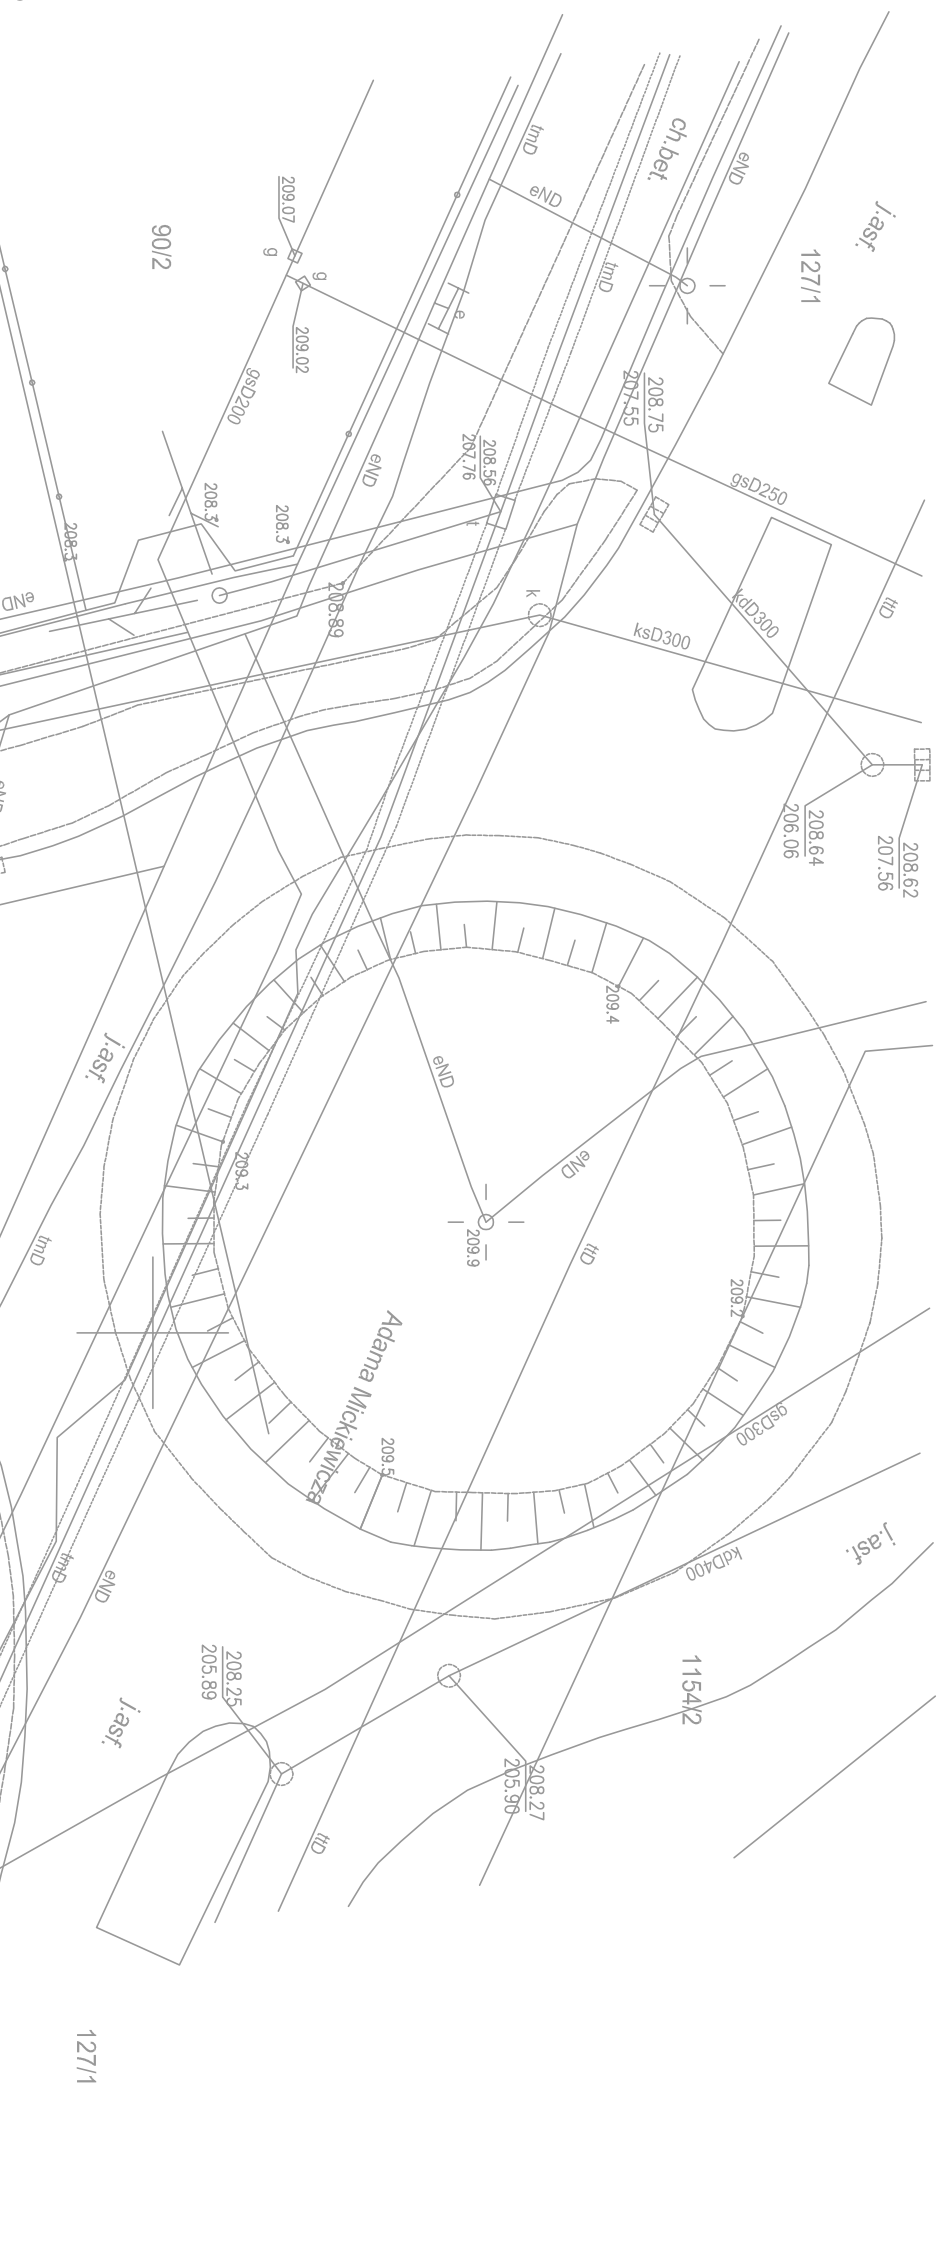 tmD
ch.bet.
eND
eND
j.asf.
209.07
90/2
g
g
tmD
127/1
e
209.02
gsD200
208.75
207.55
eND
208.56
207.76
gsD250
208.3
208.3
208.3
t
eND
208.89
k
kdD300
ttD
ksD300
208.64
206.06
208.62
207.56
209.4
j.asf.
eND
209.3
eND
tmD
209.9
ttD
209.2
Adama Mickiewicza
209.5
gsD300
j.asf.
kdD400
tmD
eND
208.25
205.89
1154/2
j.asf.
208.27
205.90
ttD
127/1